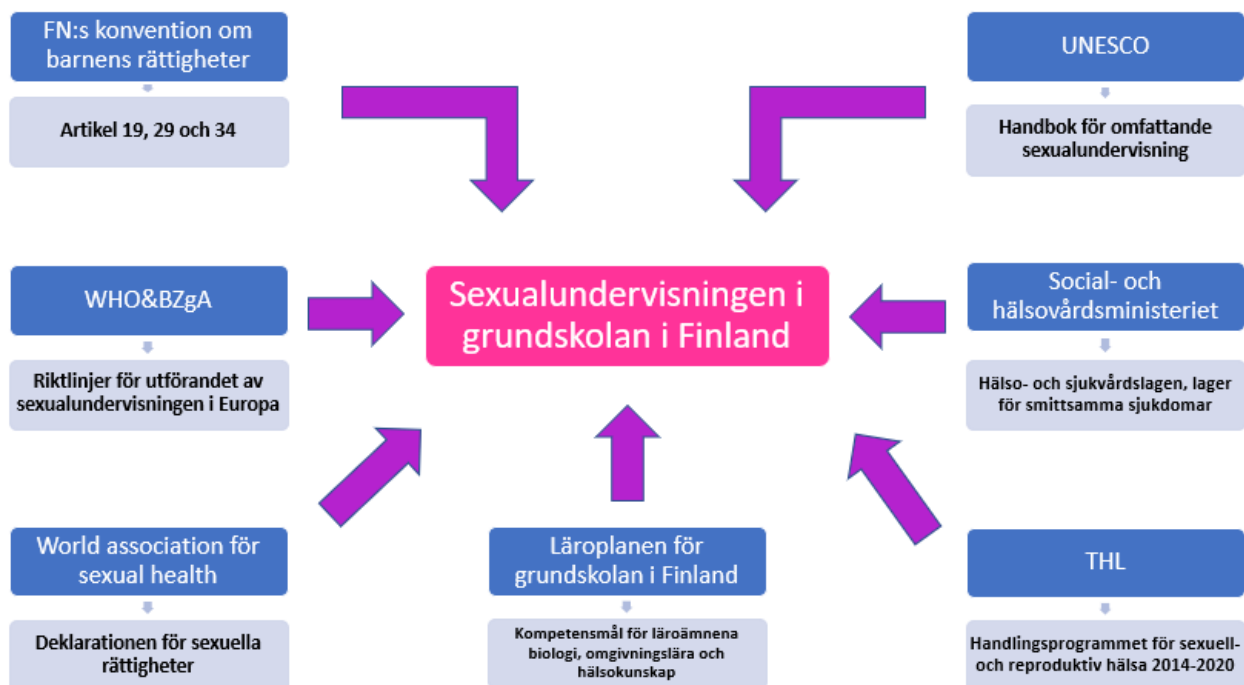 FN:s konvention om
barnens rättigheter
Artikel 19, 29 och 34
UNESCO
Handbok för omfattande
sexualundervisning
WHO&BZgA
Riktlinjer för utförandet av
sexualundervisningen i Europa
Sexualundervisningen i
grundskolan i Finland
Social- och
hälsovårdsministeriet
Hälso- och sjukvårdslagen, lager
för smittsamma sjukdomar
World association för
sexual health
Deklarationen för sexuella
rättigheter
Läroplanen för
grundskolan i Finland
Kompetensmål för läroämnena
biologi, omgivningslära och
hälsokunskap
THL
Handlingsprogrammet för sexuell-
och reproduktiv hälsa 2014-2020